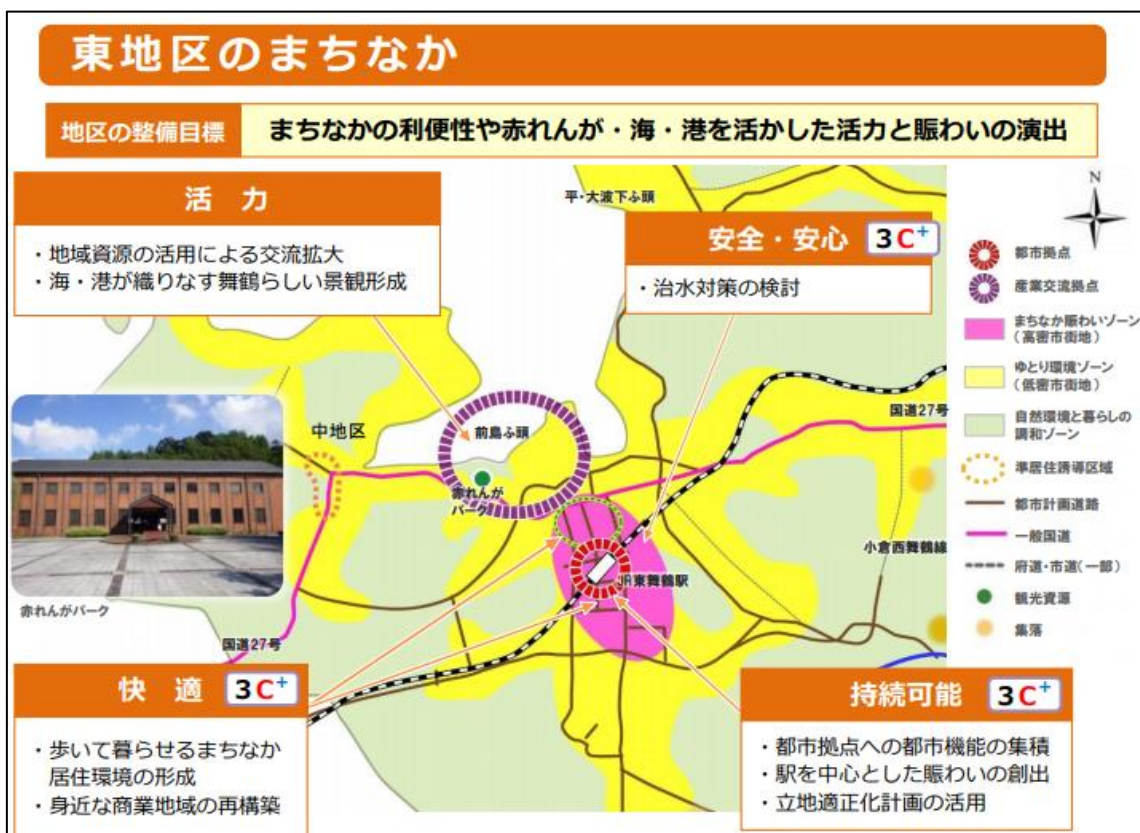 東地区のまちなか
地区の整備目標
まちなかの利便性や赤れんが・海・港を活かした活力と賑わいの演出
活 力
・地域資源の活用による交流拡大
・海・港が織りなす舞鶴らしい景観形成
平・大波下ふ頭
安全・安心 3C+
・治水対策の検討
N
都市拠点
産業交流拠点
まちなか賑わいゾーン
(高密市街地)
ゆとり環境ゾーン
(低密市街地)
自然環境と暮らしの
調和ゾーン
準居住誘導区域
都市計画道路
一般国道
府道・市道(一部)
観光資源
集落
国道27号
中地区
前島ふ頭
赤れんが
パーク
小倉西舞鶴線
JR東舞鶴駅
赤れんがパーク
国道27号
快 適 3C+
・歩いて暮らせるまちなか
居住環境の形成
・身近な商業地域の再構築
持続可能 3C+
・都市拠点への都市機能の集積
・駅を中心とした賑わいの創出
・立地適正化計画の活用